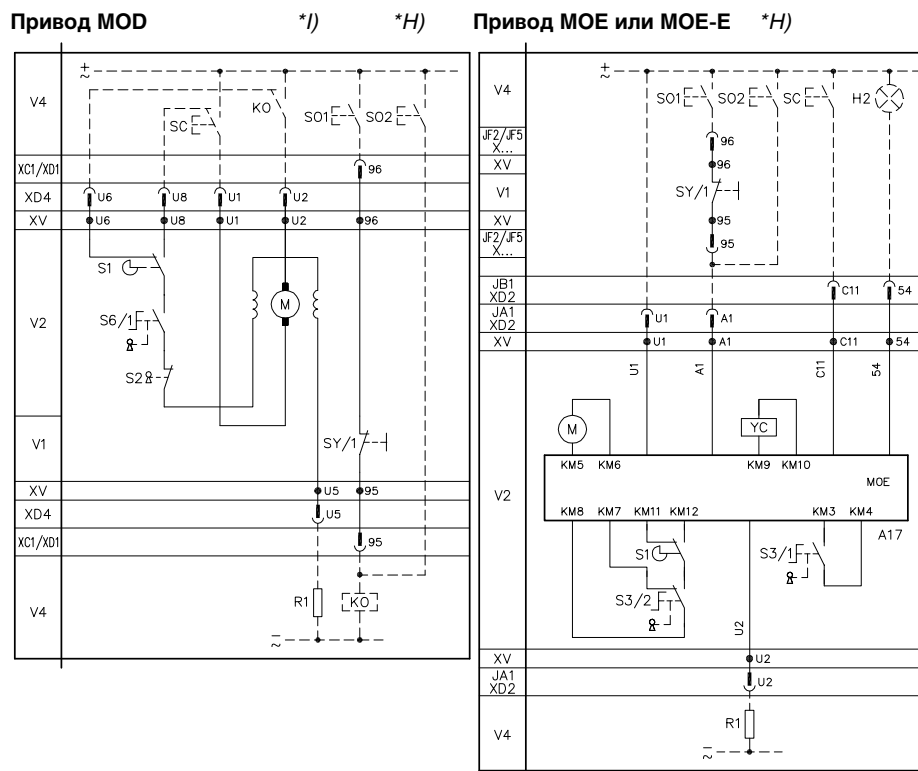 Привод MOD *I) *H)
V4
+
~
SC
KO
SO1
SO2
XC1/XD1
96
XD4
U6
U8
U1
U2
XV
U6
U8
U1
U2
96
V2
S1
S6/1
S2
M
V1
SY/1
XV
U5
95
XD4
U5
XC1/XD1
95
V4
R1
KO
–
~
Привод MOE или MOE-E *H)
V4
+
~
SO1
SO2
SC
H2
JF2/JF5
X...
96
XV
96
V1
SY/1
XV
95
JF2/JF5
X...
95
JB1
XD2
C11
54
JA1
XD2
U1
A1
XV
U1
A1
C11
54
U1
A1
C11
54
V2
M
YC
KM5
KM6
KM9
KM10
MOE
KM8
KM7
KM11
KM12
KM3
KM4
A17
S1
S3/1
S3/2
U2
XV
U2
JA1
XD2
U2
V4
R1
–
~